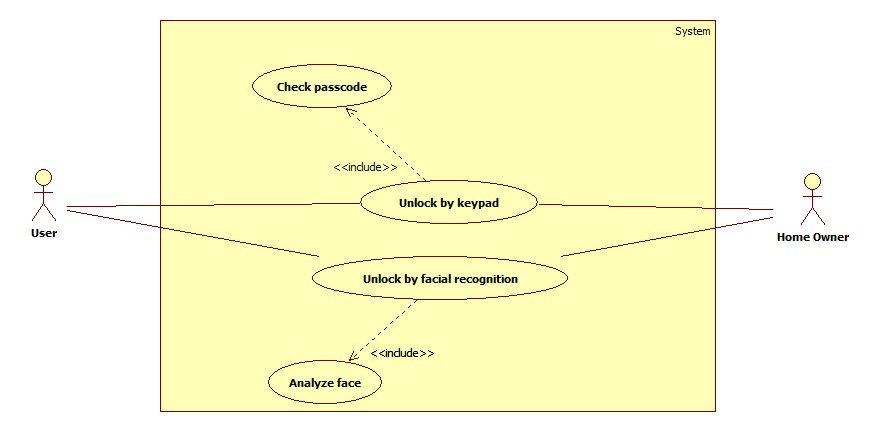 System
Check passcode
<<include>>
Unlock by keypad
User
Home Owner
Unlock by facial recognition
<<include>>
Analyze face